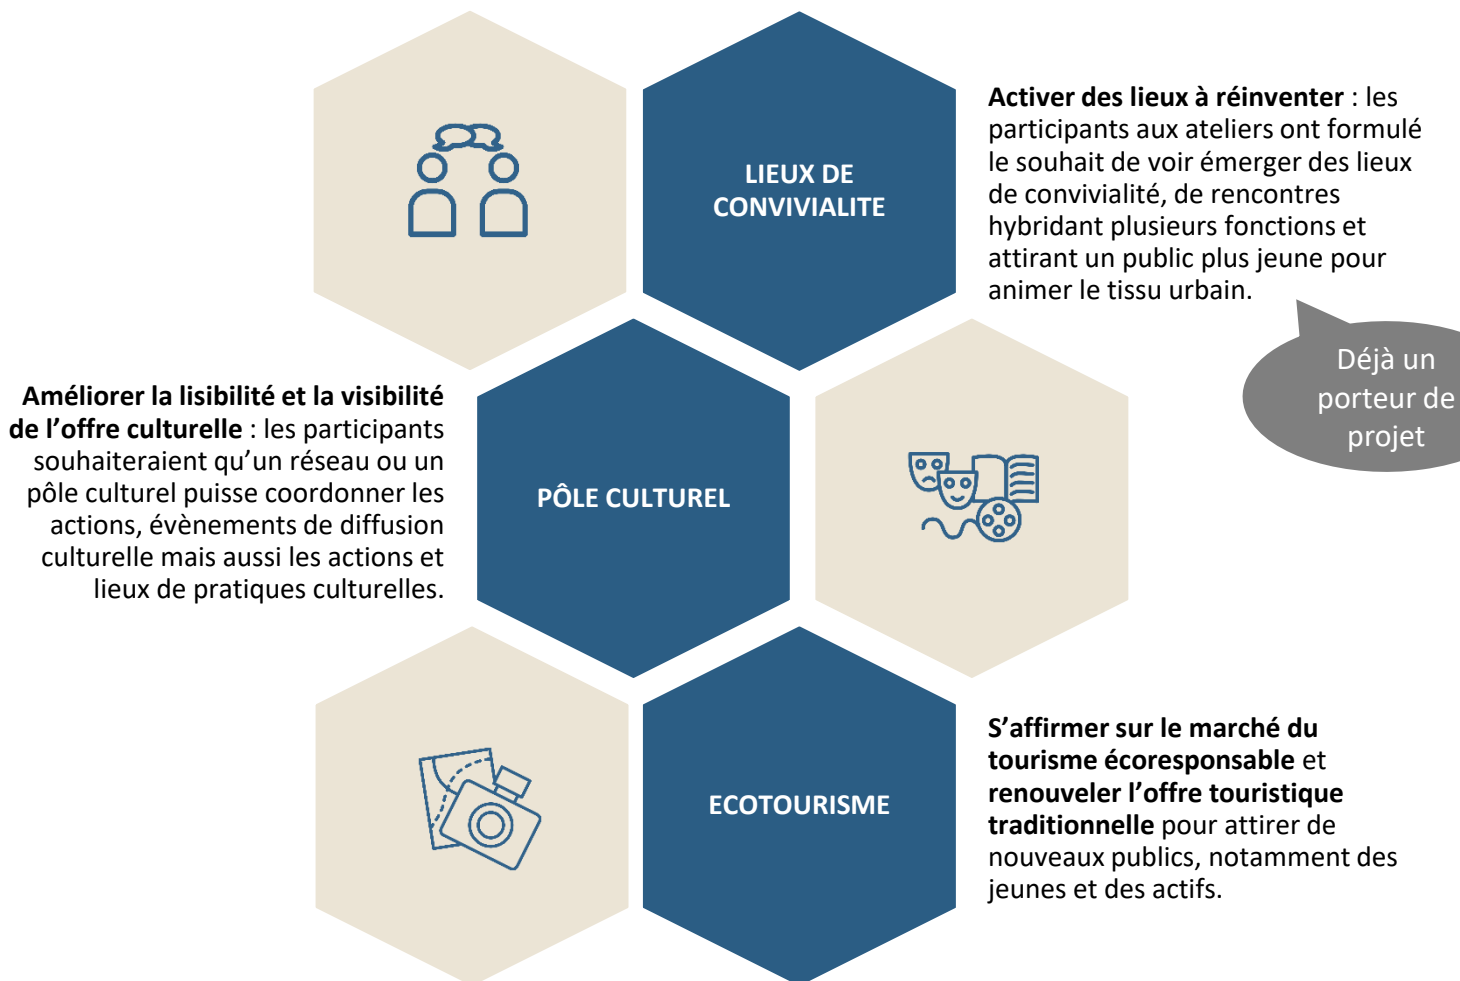 LIEUX DE
CONVIVIALITE
Activer des lieux à réinventer : les
participants aux ateliers ont formulé
le souhait de voir émerger des lieux
de convivialité, de rencontres
hybridant plusieurs fonctions et
attirant un public plus jeune pour
animer le tissu urbain.
Déjà un
porteur de
projet
Améliorer la lisibilité et la visibilité
de l’offre culturelle : les participants
souhaiteraient qu’un réseau ou un
pôle culturel puisse coordonner les
actions, évènements de diffusion
culturelle mais aussi les actions et
lieux de pratiques culturelles.
PÔLE CULTUREL
ECOTOURISME
S’affirmer sur le marché du
tourisme écoresponsable et
renouveler l’offre touristique
traditionnelle pour attirer de
nouveaux publics, notamment des
jeunes et des actifs.